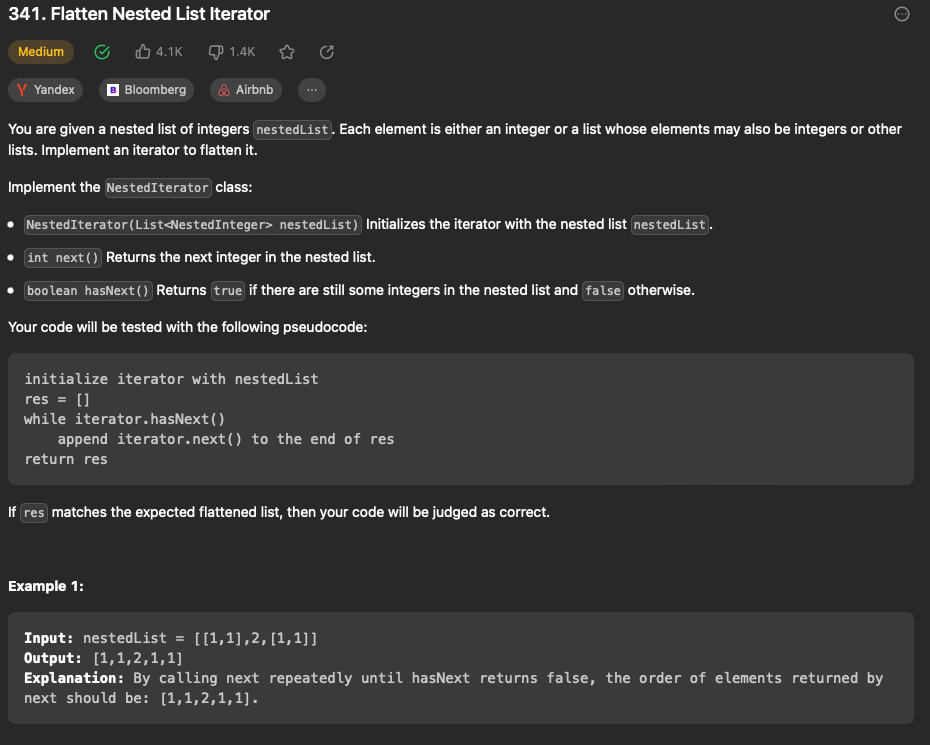 341. Flatten Nested List Iterator
Medium 4.1K 1.4K
Yandex Bloomberg Airbnb ...
You are given a nested list of integers nestedList. Each element is either an integer or a list whose elements may also be integers or other
lists. Implement an iterator to flatten it.
Implement the NestedIterator class:
• NestedIterator(List<NestedInteger> nestedList) Initializes the iterator with the nested list nestedList.
• int next() Returns the next integer in the nested list.
• boolean hasNext() Returns true if there are still some integers in the nested list and false otherwise.
Your code will be tested with the following pseudocode:
initialize iterator with nestedList
res = []
while iterator.hasNext()
    append iterator.next() to the end of res
return res
If res matches the expected flattened list, then your code will be judged as correct.
Example 1:
Input: nestedList = [[1,1],2,[1,1]]
Output: [1,1,2,1,1]
Explanation: By calling next repeatedly until hasNext returns false, the order of elements returned by
next should be: [1,1,2,1,1].